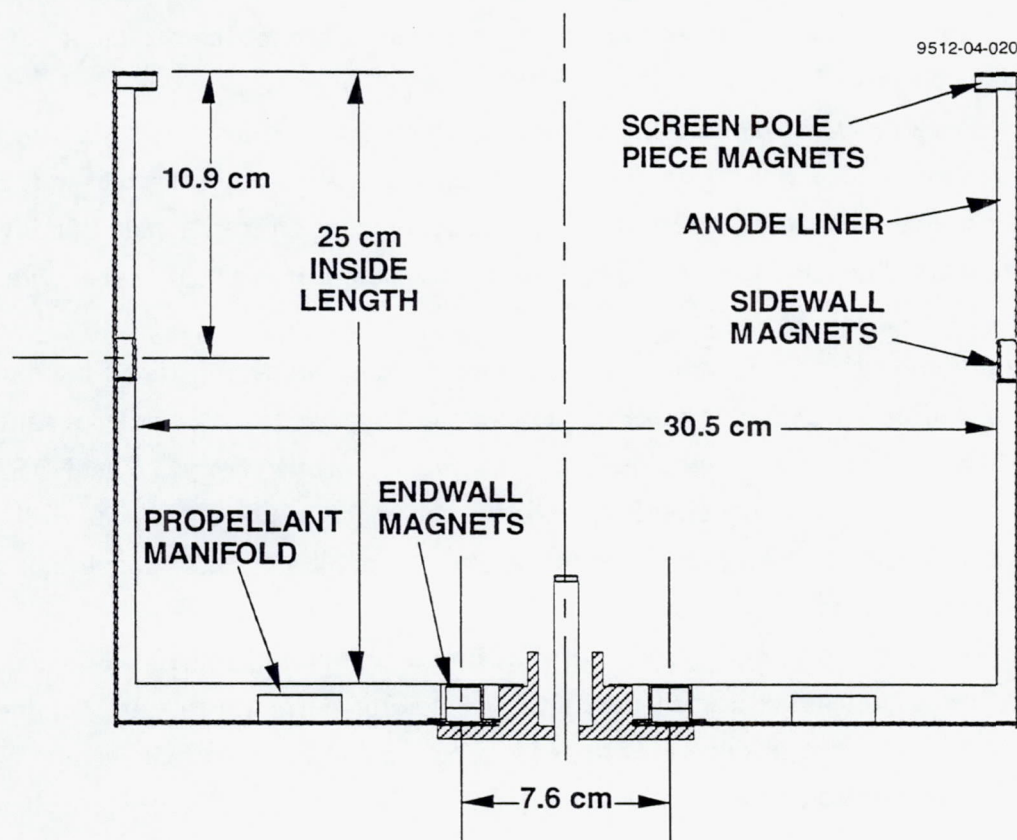 9512-04-020
SCREEN POLE
PIECE MAGNETS
10.9 cm
ANODE LINER
25 cm
INSIDE
LENGTH
SIDEWALL
MAGNETS
30.5 cm
ENDWALL
MAGNETS
PROPELLANT
MANIFOLD
7.6 cm